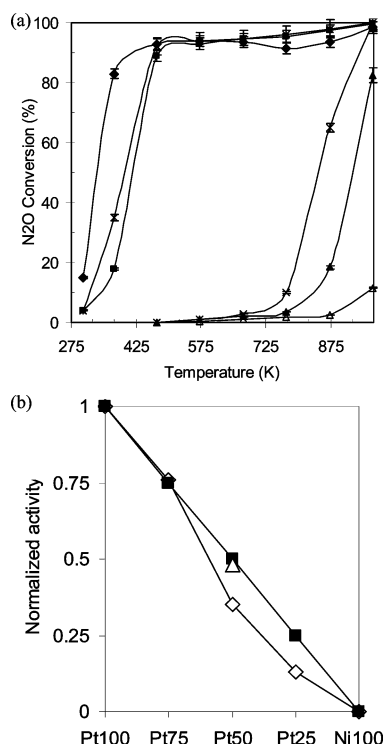 (a)
100
80
60
40
20
0
N2O Conversion (%)
275 425 575 725 875
Temperature (K)
(b)
1
0.75
0.5
0.25
0
Normalized activity
Pt100 Pt75 Pt50 Pt25 Ni100